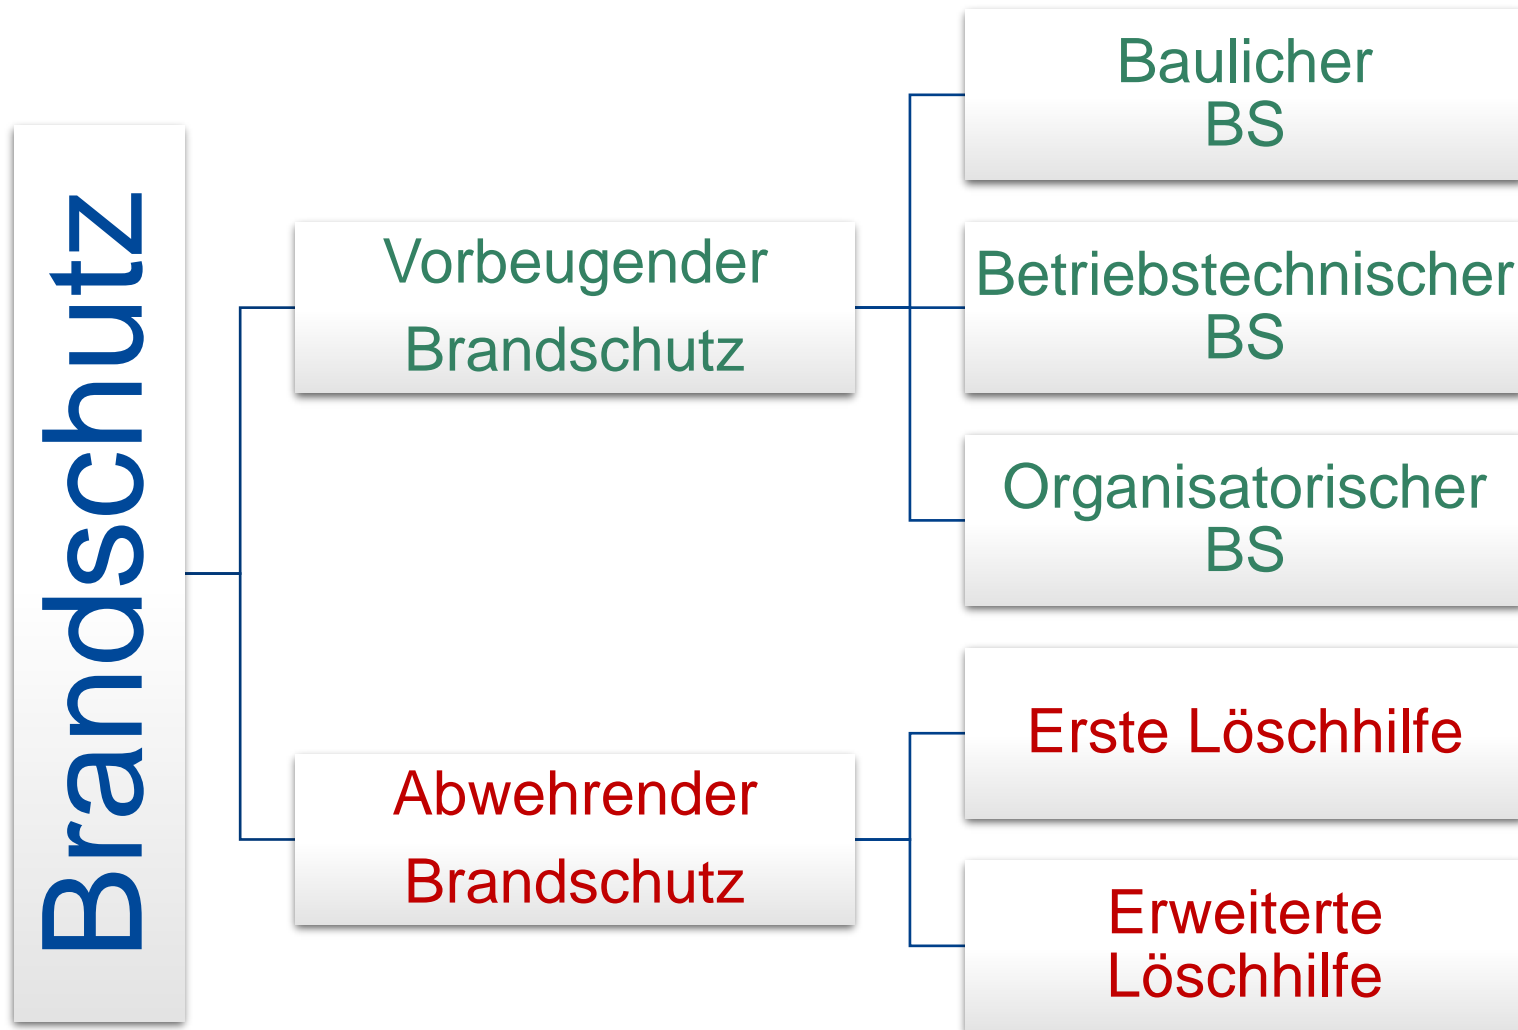 Brandschutz
Vorbeugender
Brandschutz
Baulicher
BS
Betriebstechnischer
BS
Organisatorischer
BS
Abwehrender
Brandschutz
Erste Löschhilfe
Erweiterte
Löschhilfe